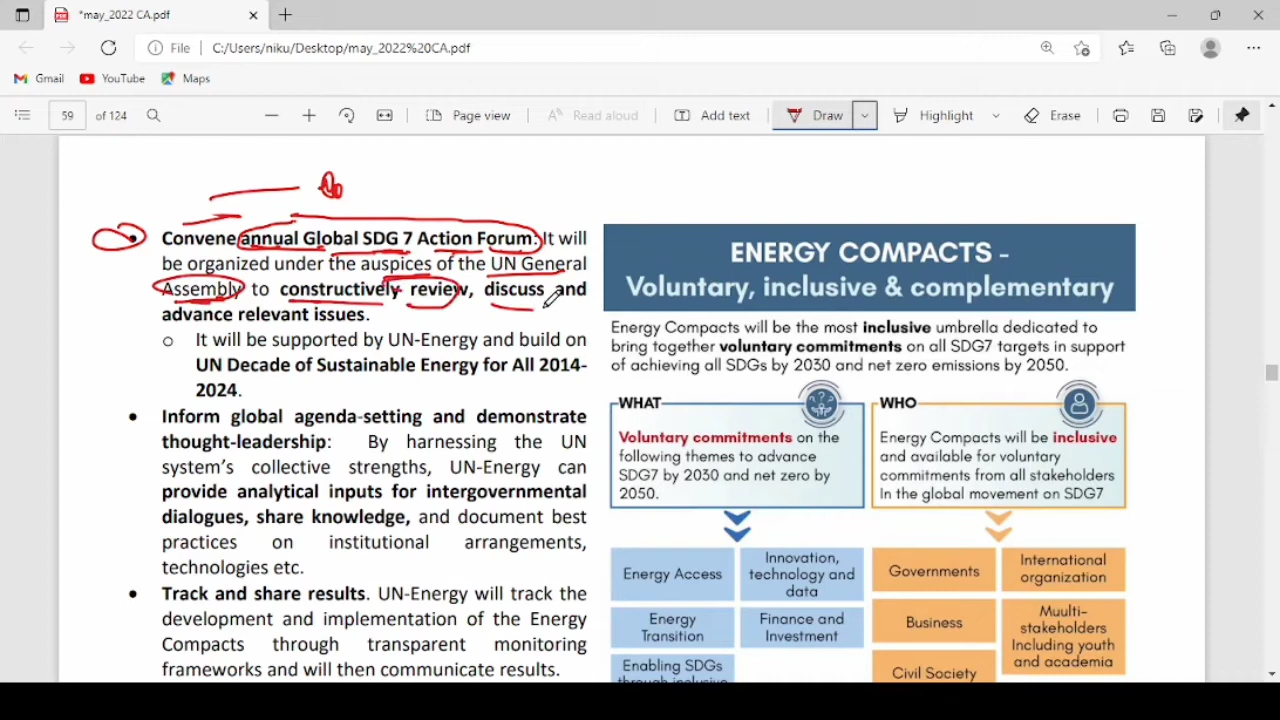 *may_2022 CA.pdf
File C:/Users/niku/Desktop/may_2022%20CA.pdf
Gmail YouTube Maps
59 of 124 Page view Read aloud Add text Draw Highlight Erase
• Convene annual Global SDG 7 Action Forum: It will
be organized under the auspices of the UN General
Assembly to constructively review, discuss and
advance relevant issues.
o It will be supported by UN-Energy and build on
UN Decade of Sustainable Energy for All 2014-
2024.
• Inform global agenda-setting and demonstrate
thought-leadership: By harnessing the UN
system's collective strengths, UN-Energy can
provide analytical inputs for intergovernmental
dialogues, share knowledge, and document best
practices on institutional arrangements,
technologies etc.
• Track and share results. UN-Energy will track the
development and implementation of the Energy
Compacts through transparent monitoring
frameworks and will then communicate results.
ENERGY COMPACTS -
Voluntary, inclusive & complementary
Energy Compacts will be the most inclusive umbrella dedicated to
bring together voluntary commitments on all SDG7 targets in support
of achieving all SDGs by 2030 and net zero emissions by 2050.
WHAT
Voluntary commitments on the
following themes to advance
SDG7 by 2030 and net zero by
2050.
Energy Access
Innovation,
technology and
data
Energy
Transition
Finance and
Investment
Enabling SDGs
through inclusive
WHO
Energy Compacts will be inclusive
and available for voluntary
commitments from all stakeholders
In the global movement on SDG7
Governments
International
organization
Business
Muulti-
stakeholders
Including youth
and academia
Civil Society